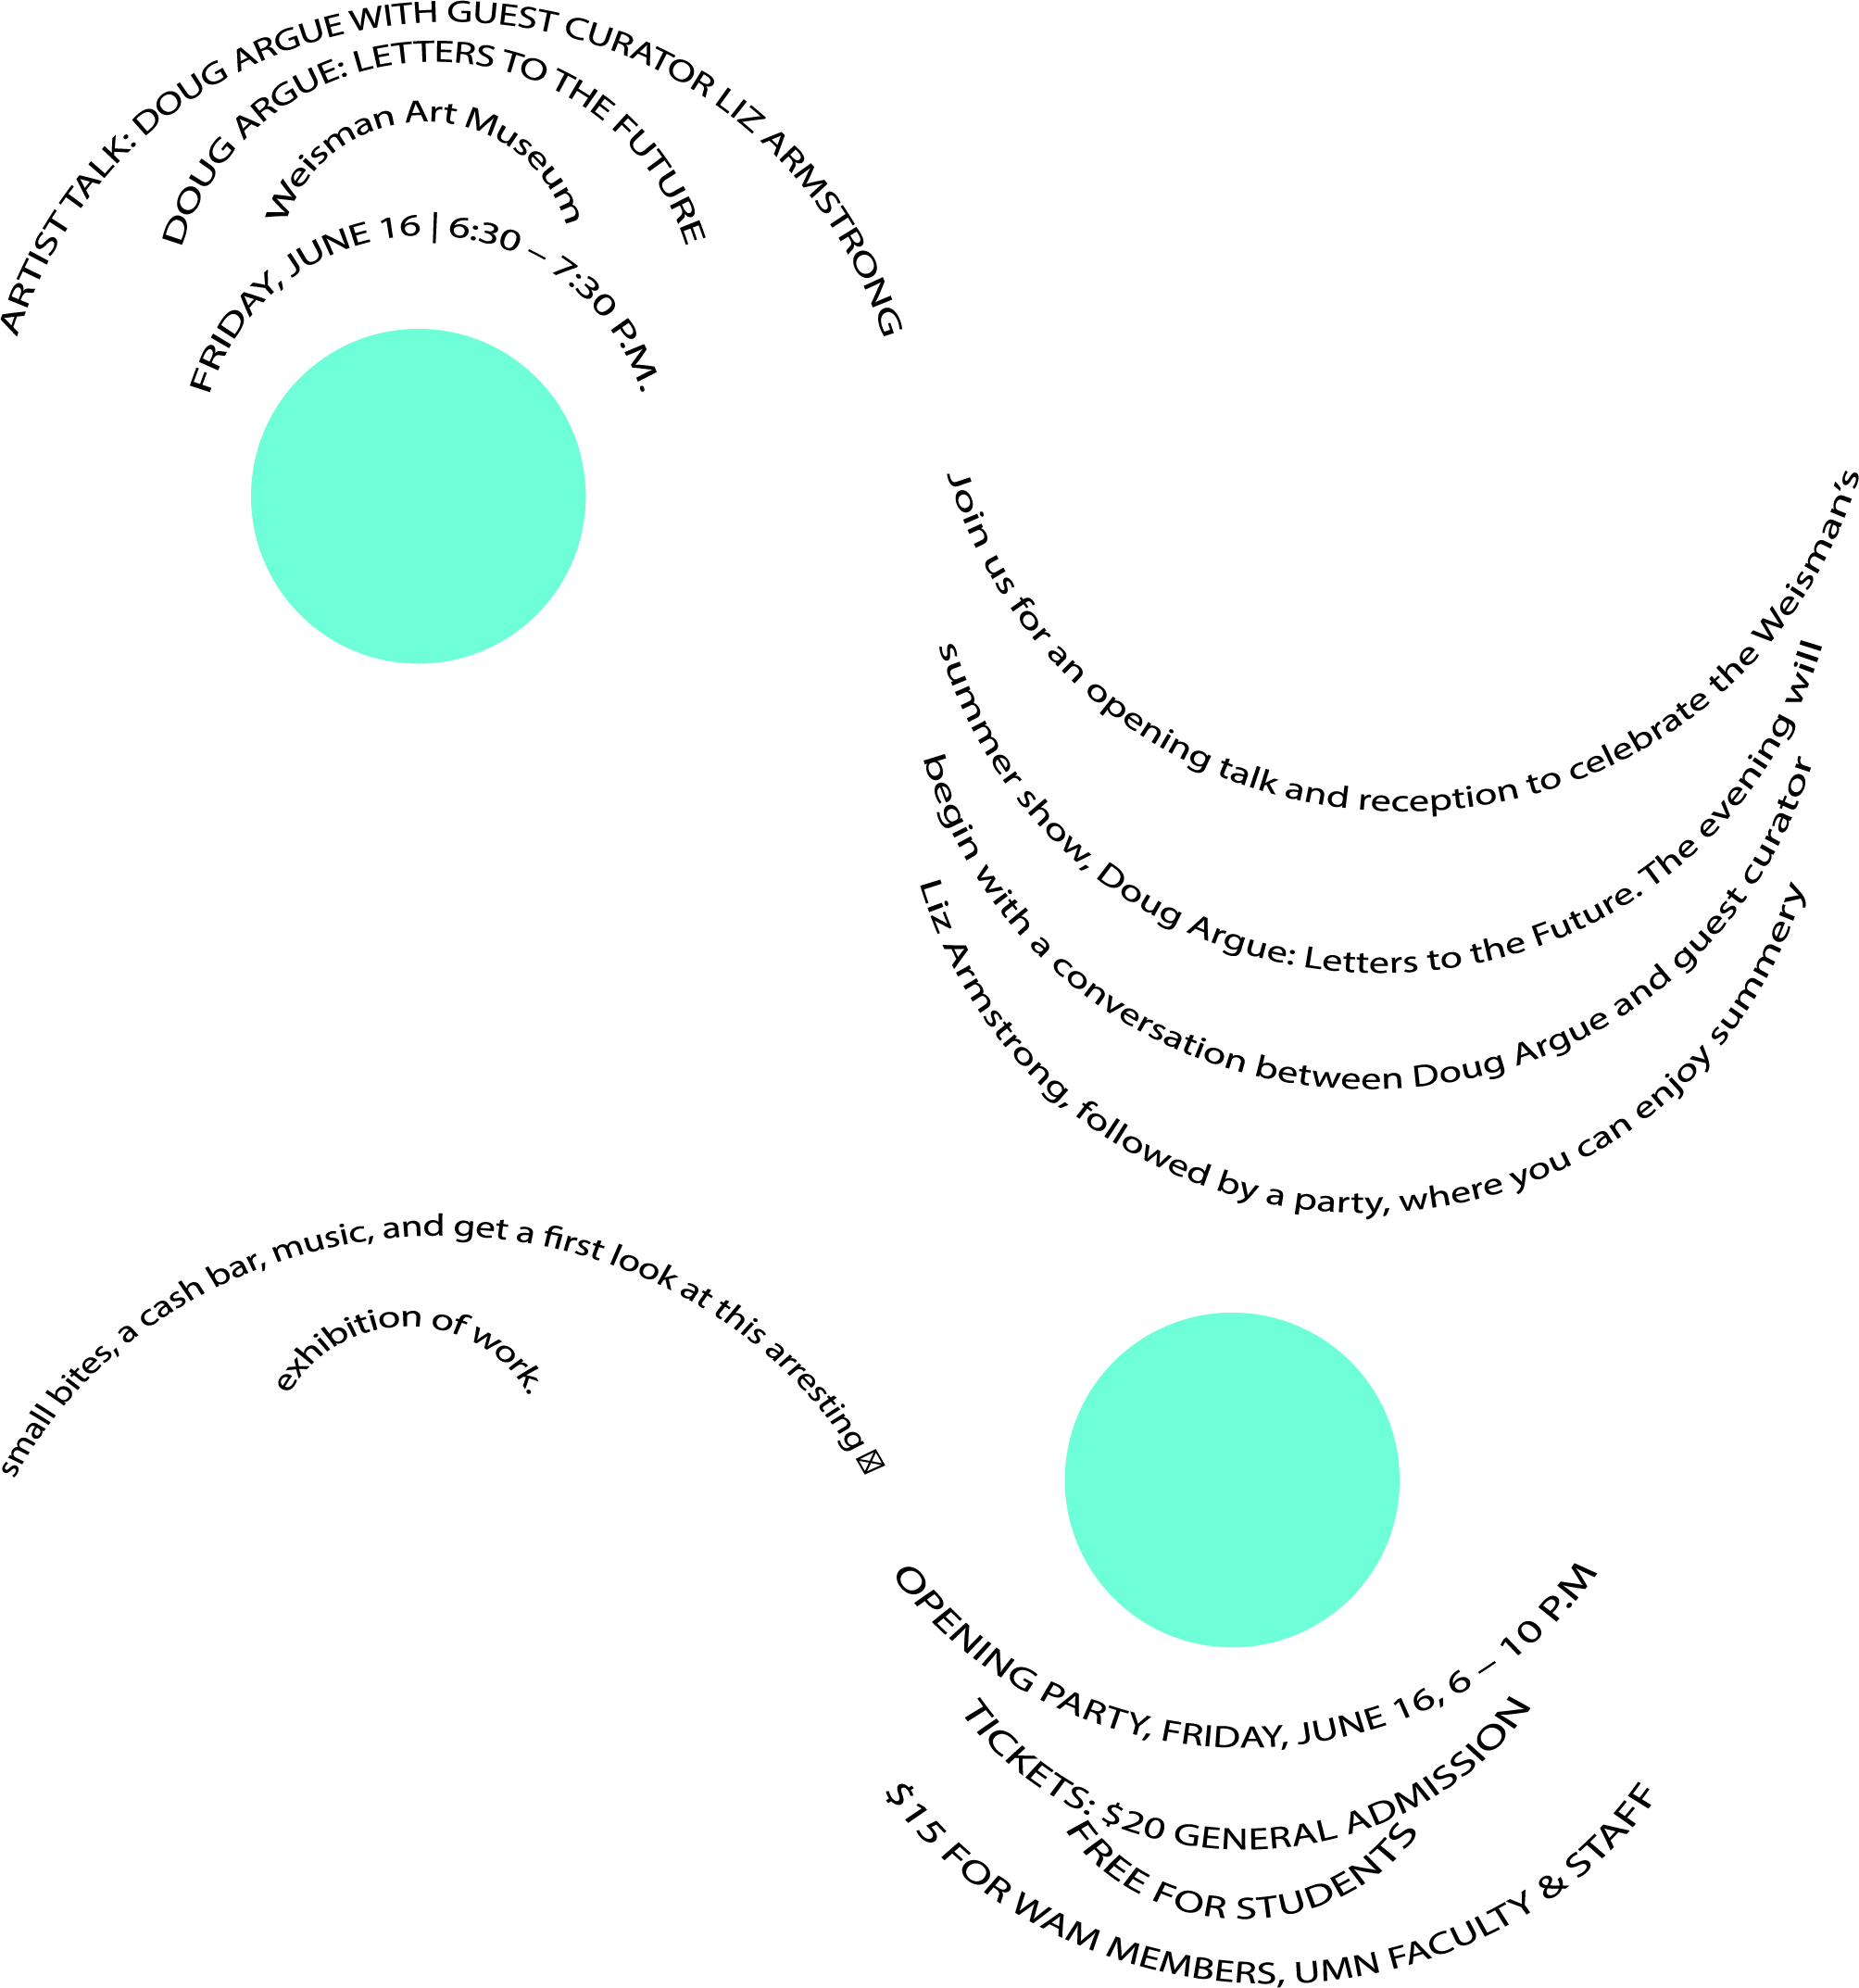 ARTIST TALK: DOUG ARGUE WITH GUEST CURATOR LIZ ARMSTRONG
DOUG ARGUE: LETTERS TO THE FUTURE
Weisman Art Museum
FRIDAY, JUNE 16 | 6:30 – 7:30 P.M.
Join us for an opening talk and reception to celebrate the Weisman’s
summer show, Doug Argue: Letters to the Future. The evening will
begin with a conversation between Doug Argue and guest curator
Liz Armstrong, followed by a party, where you can enjoy summery
small bites, a cash bar, music, and get a first look at this arresting
exhibition of work.
OPENING PARTY, FRIDAY, JUNE 16, 6 – 10 P.M
TICKETS: $20 GENERAL ADMISSION
FREE FOR STUDENTS
$15 FOR WAM MEMBERS, UMN FACULTY & STAFF